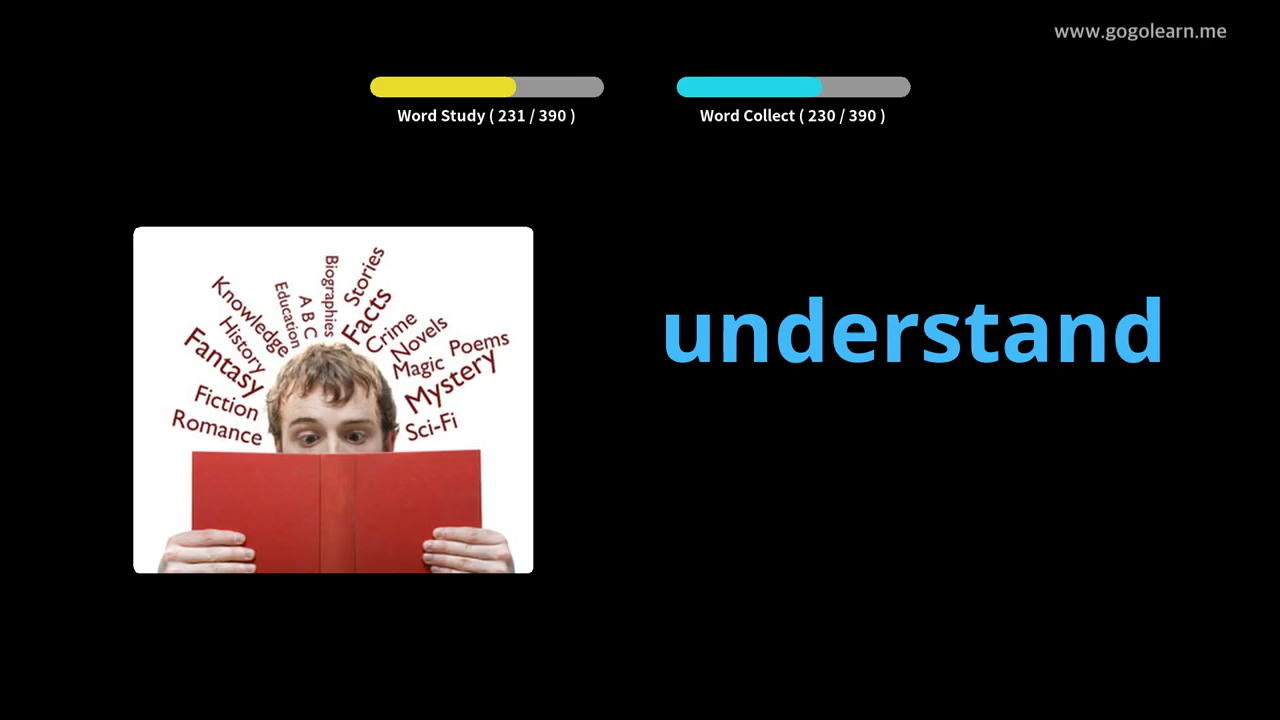 www.gogolearn.me
Word Study ( 231 / 390 )
Word Collect ( 230 / 390 )
understand
Romance
Fiction
Fantasy
History
Knowledge
Education
A B C
Biographies
Stories
Facts
Crime
Novels
Magic
Poems
Mystery
Sci-Fi